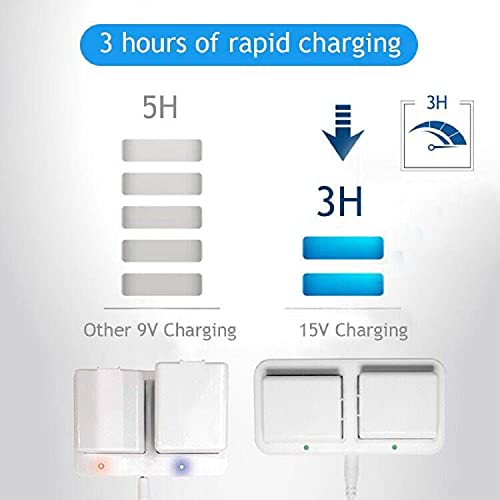 3 hours of rapid charging
5H
3H
3H
Other 9V Charging
15V Charging